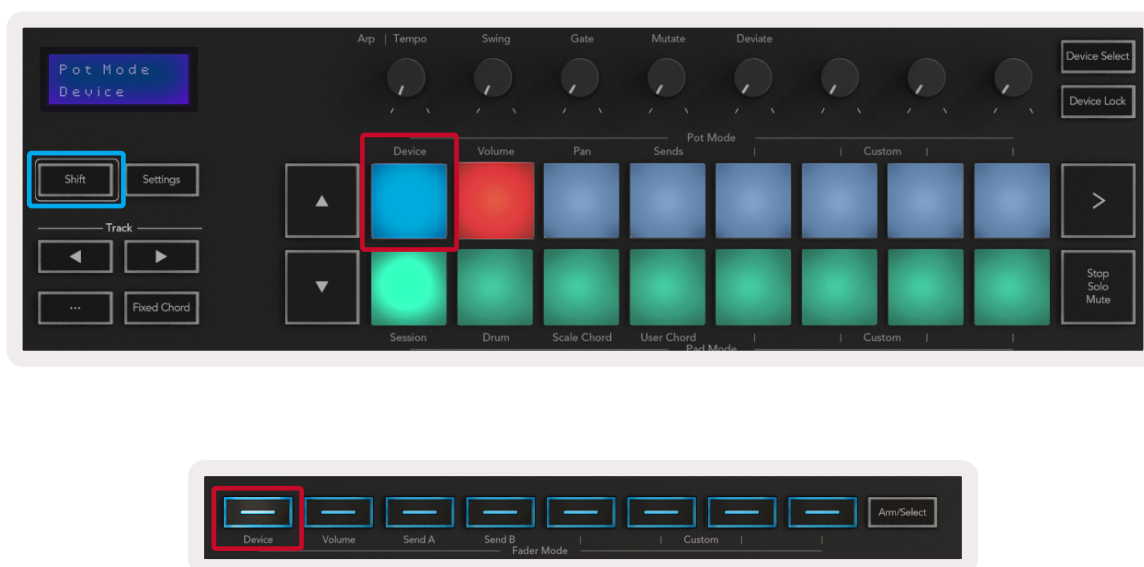 Arp | Tempo Swing Gate Mutate Deviate
Pot Mode
Device
Device Select
Device Lock
Pot Mode
Device Volume Pan Sends | | Custom | |
Shift Settings
▲
>
Track
◀ ▶
▼
Stop
Solo
Mute
... Fixed Chord
Session Drum Scale Chord User Chord | | Custom | |
Pad Mode
Arm/Select
Device Volume Send A Send B | | Custom | |
Fader Mode